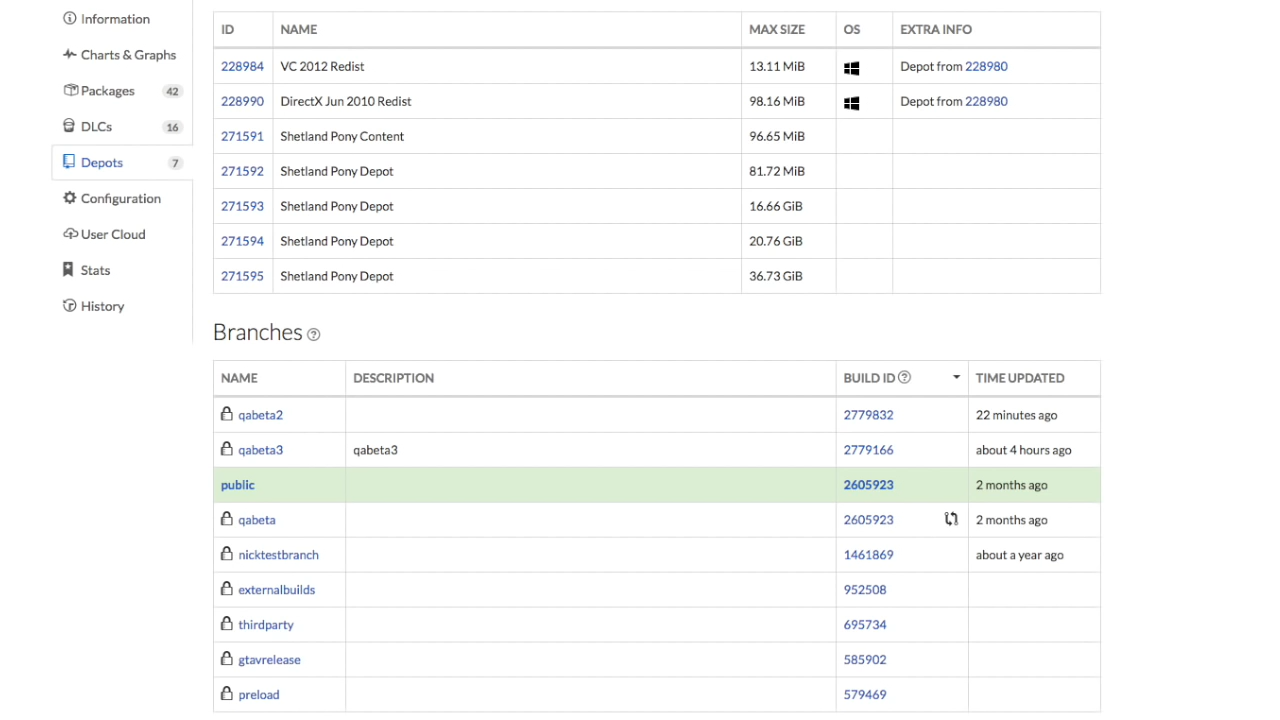 Information
Charts & Graphs
Packages 42
DLCs 16
Depots 7
Configuration
User Cloud
Stats
History
ID NAME MAX SIZE OS EXTRA INFO
228984 VC 2012 Redist 13.11 MiB Depot from 228980
228990 DirectX Jun 2010 Redist 98.16 MiB Depot from 228980
271591 Shetland Pony Content 96.65 MiB
271592 Shetland Pony Depot 81.72 MiB
271593 Shetland Pony Depot 16.66 GiB
271594 Shetland Pony Depot 20.76 GiB
271595 Shetland Pony Depot 36.73 GiB
Branches ?
NAME DESCRIPTION BUILD ID ? TIME UPDATED
qabeta2 2779832 22 minutes ago
qabeta3 qabeta3 2779166 about 4 hours ago
public 2605923 2 months ago
qabeta 2605923 2 months ago
nicktestbranch 1461869 about a year ago
externalbuilds 952508
thirdparty 695734
gtavrelease 585902
preload 579469